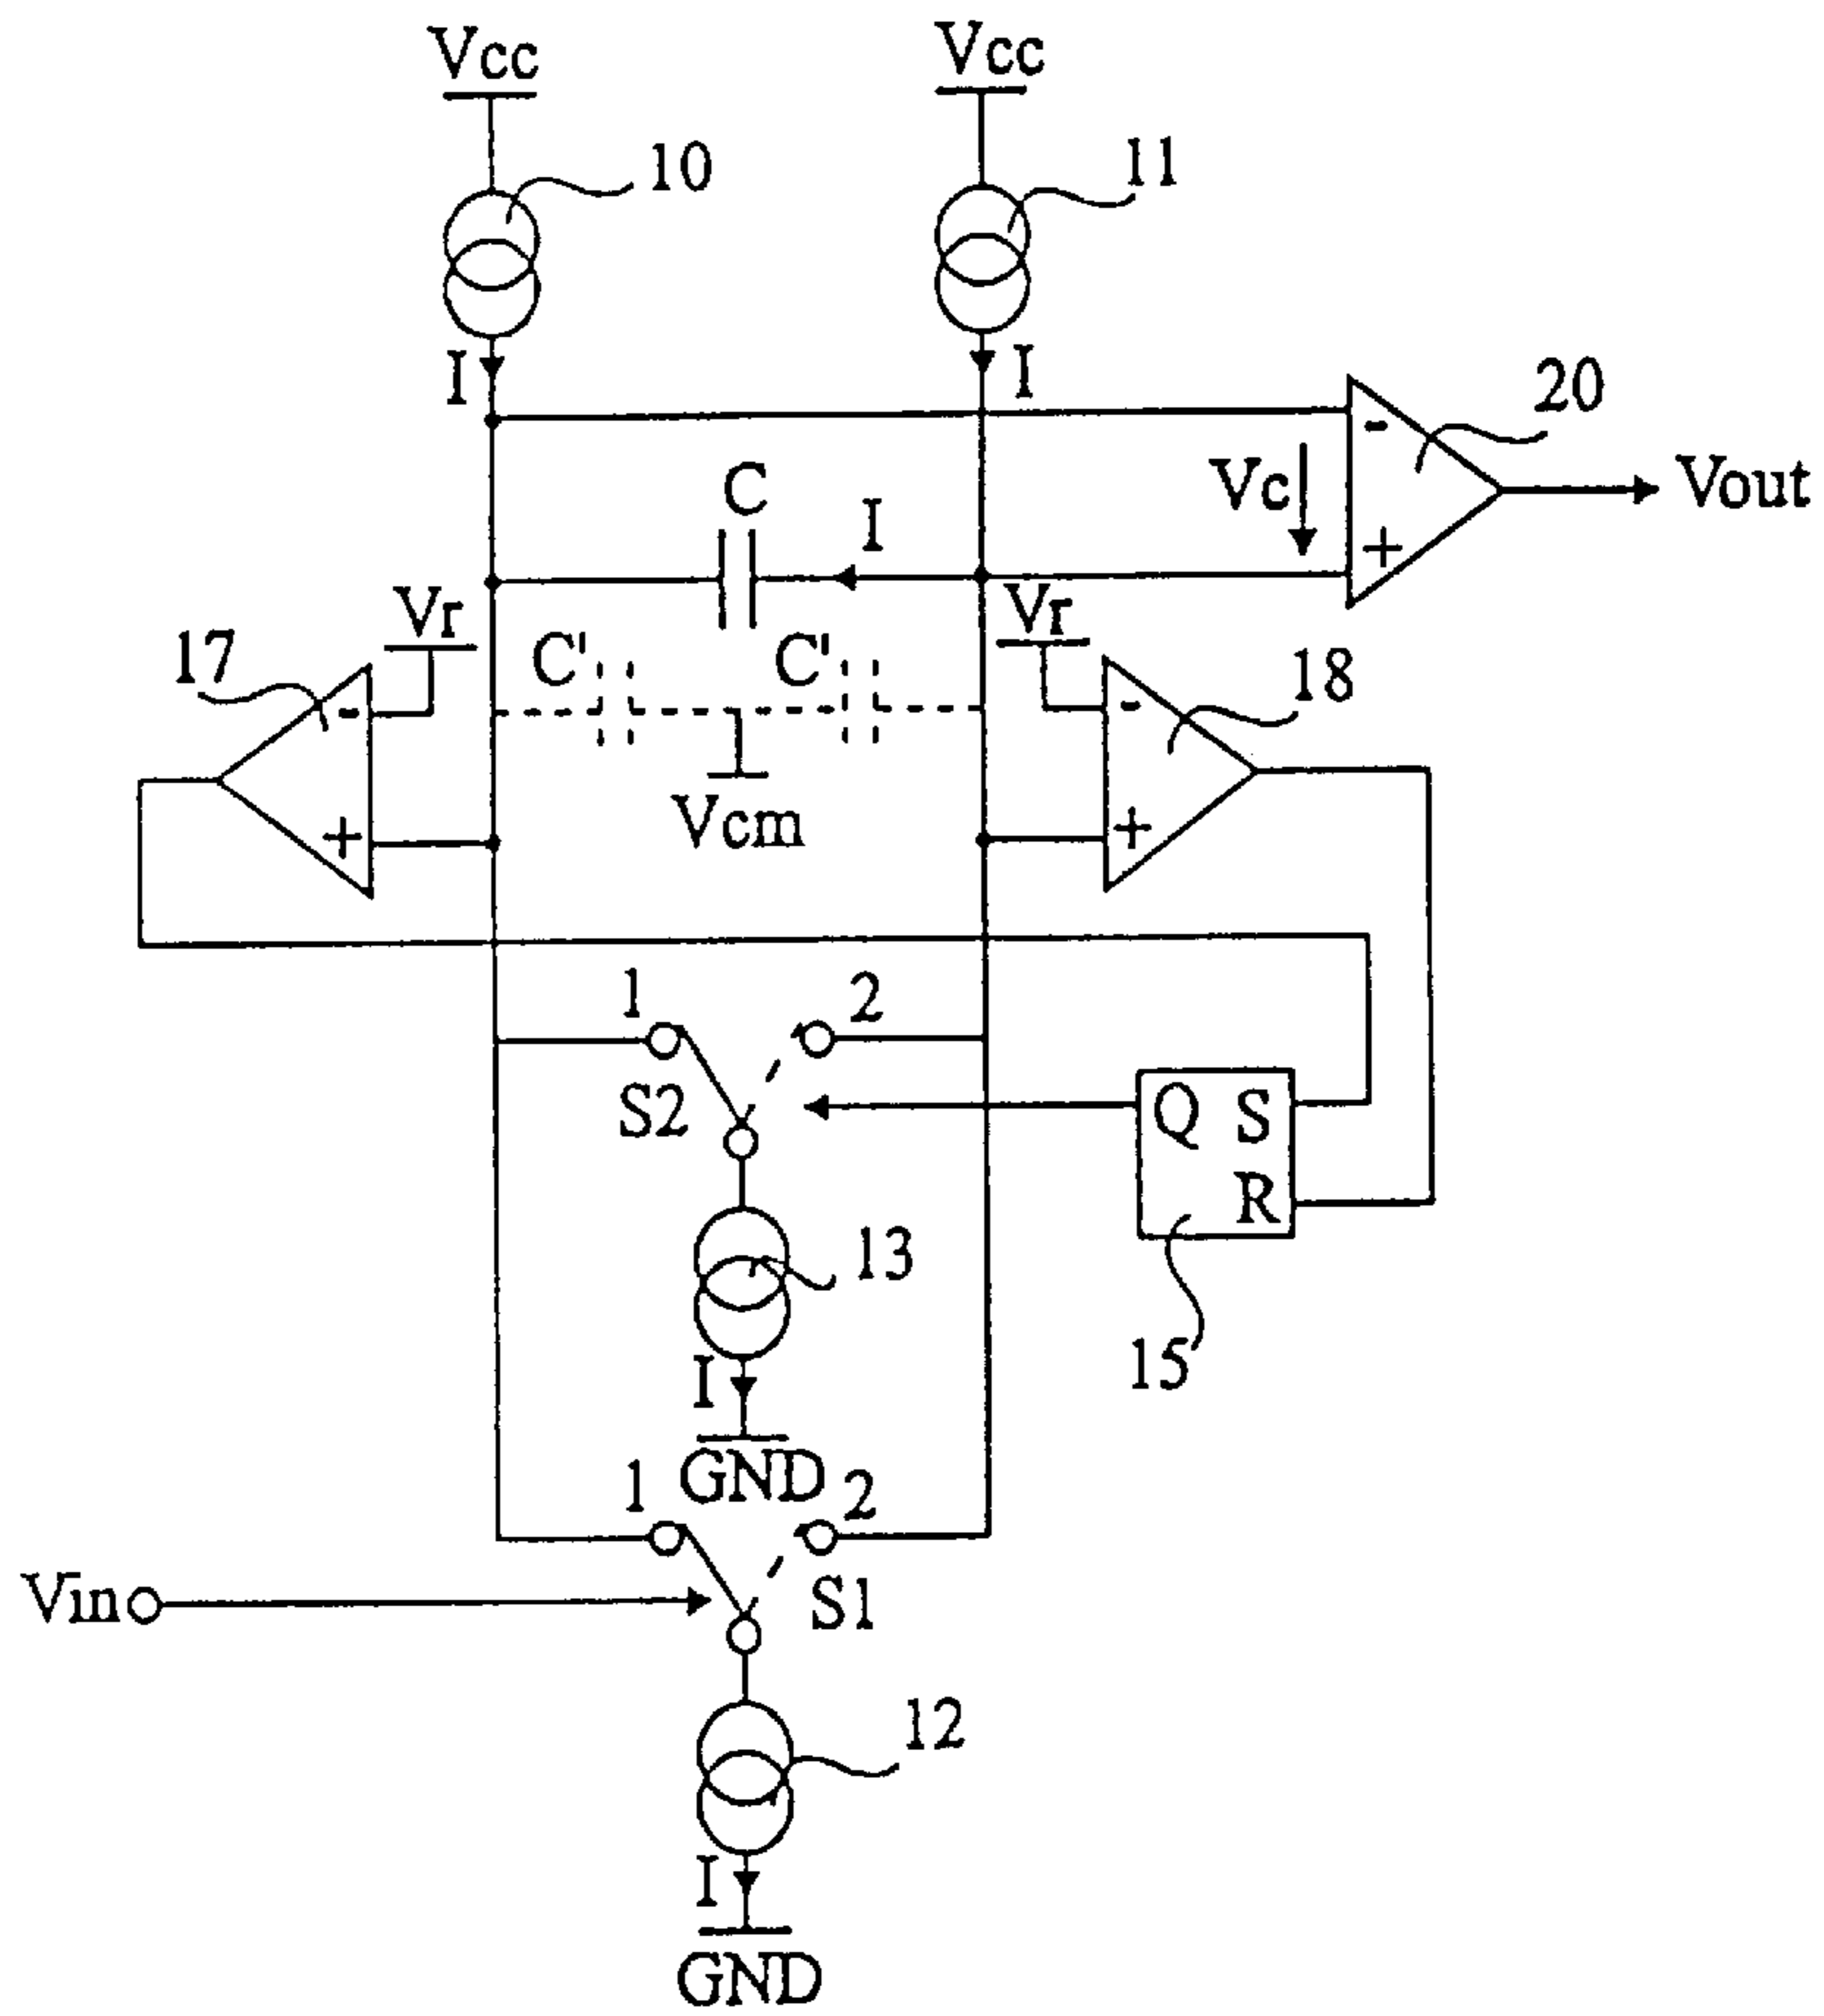 Vcc Vcc
10 11
I I
20
Vc
-
+
Vout
C I
Vr Vr
17 18
C' C'
- -
Vcm
+ +
1 2
S2
Q S
R
13
15
I
GND
1 2
Vin S1
12
I
GND